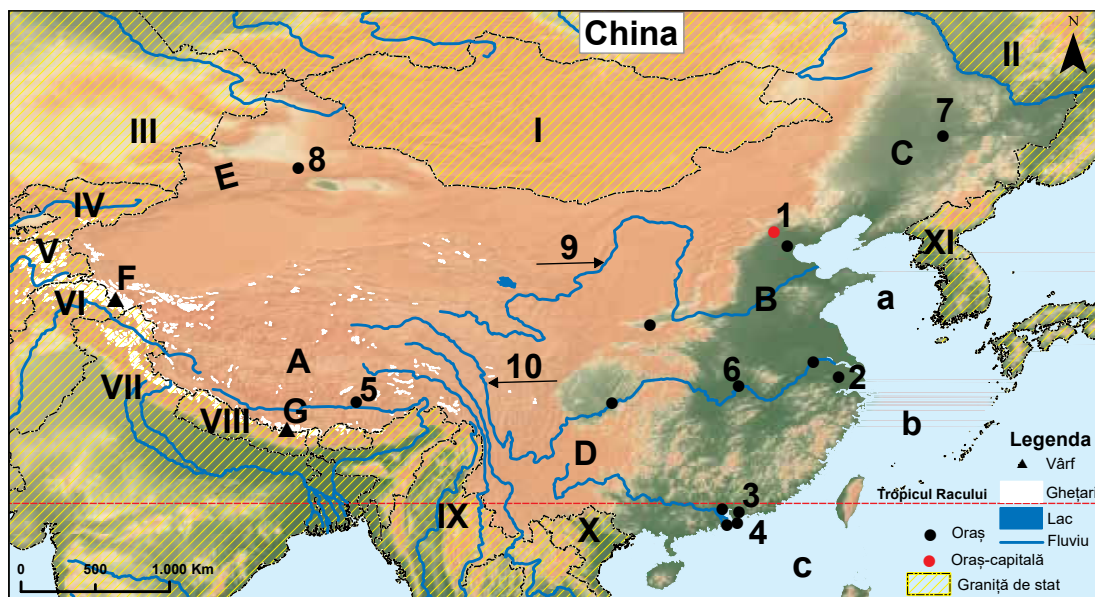 China
N
II
7
III
I
C
8
E
IV
1
XI
V
9
F
a
VI
B
A
10
6
2
VII
5
VIII
G
b
D
Legenda
Vârf
Tropicul Racului
Ghețari
3
IX
Lac
X
4
Oraș
Fluviu
c
Oraș-capitală
0 500 1.000 Km
Graniță de stat